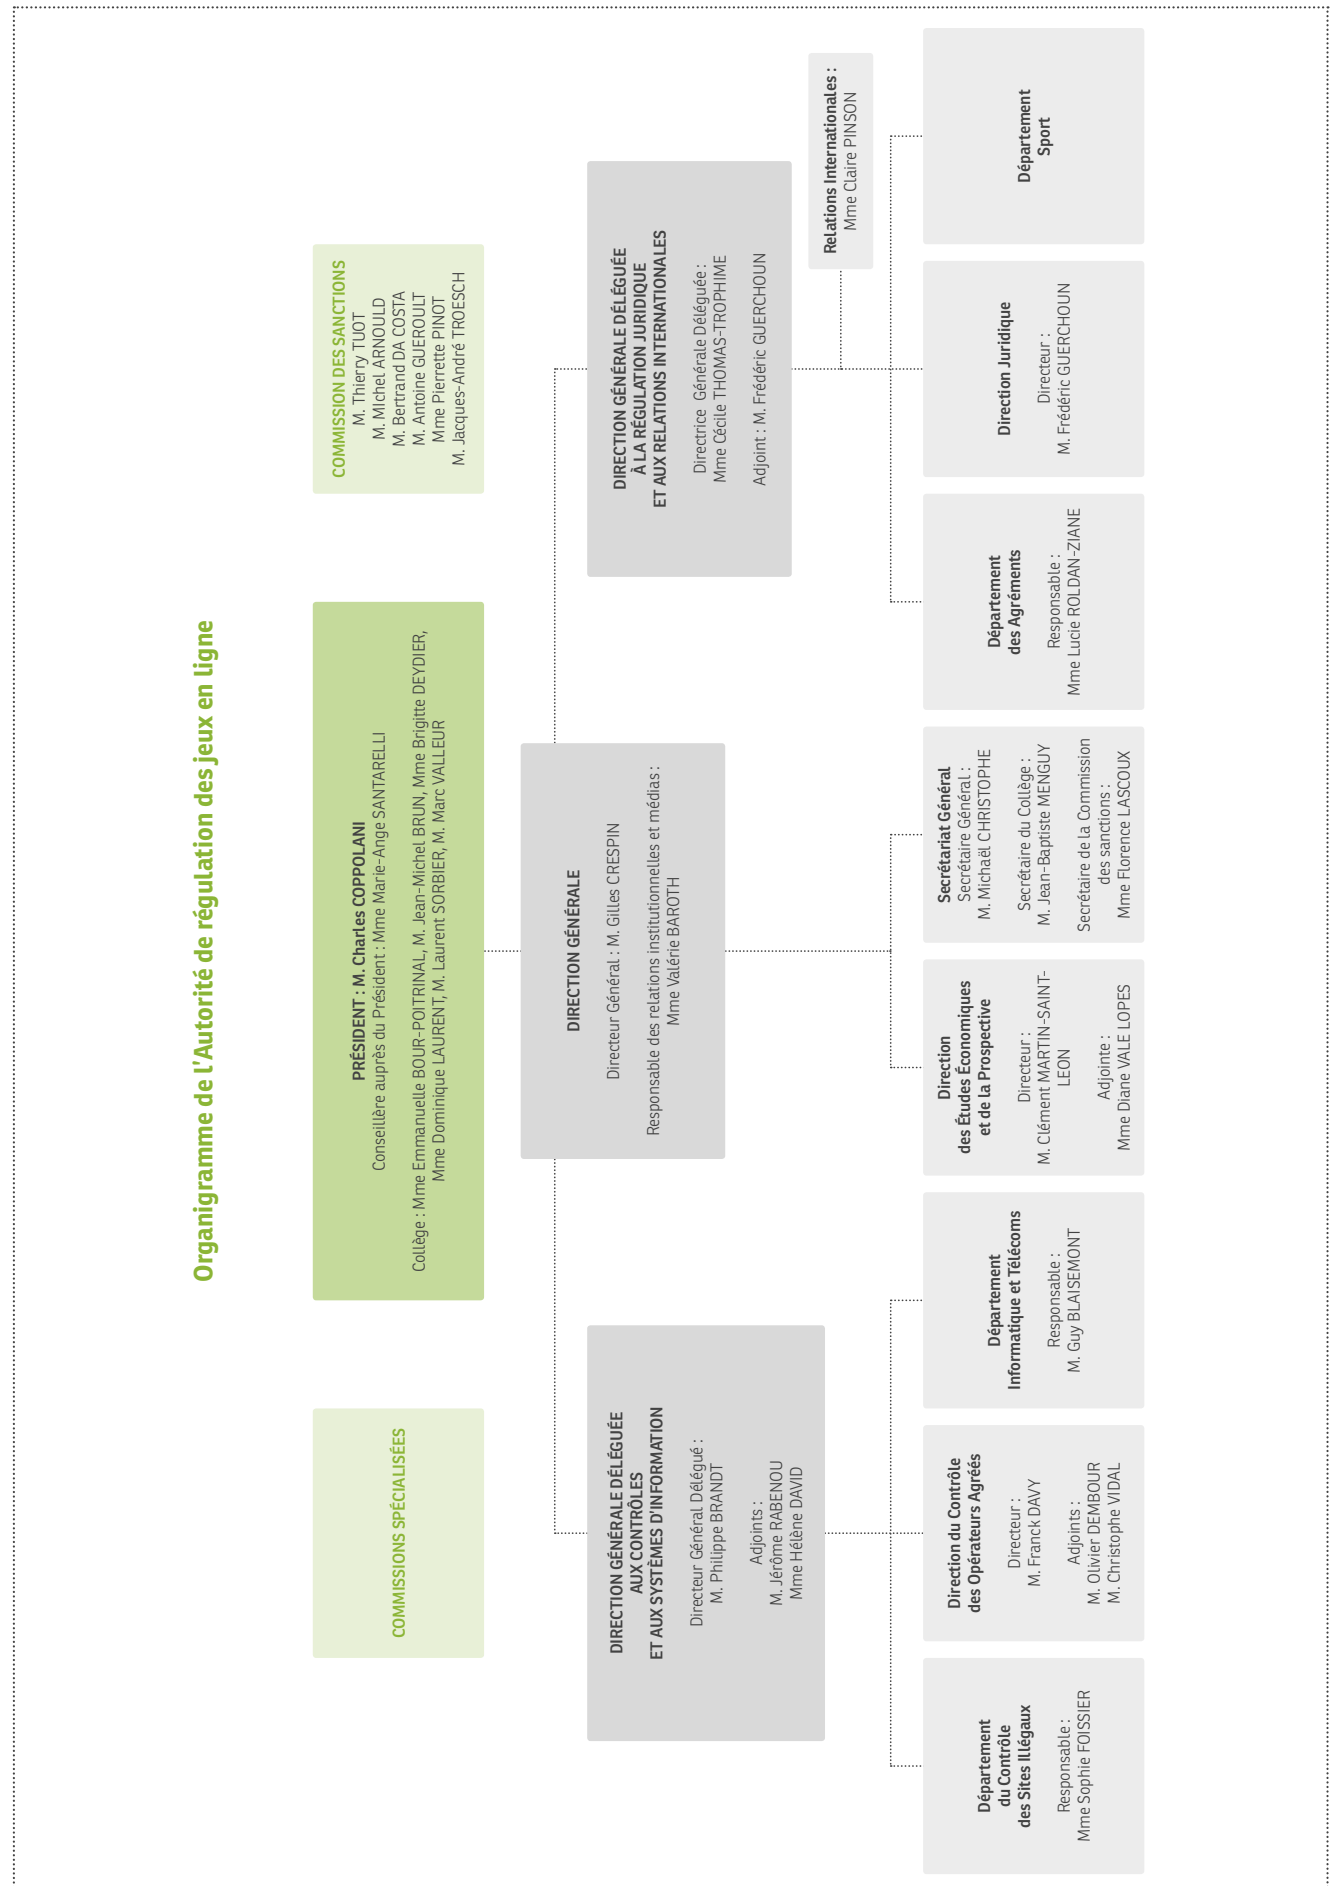 Organigramme de l'Autorité de régulation des jeux en ligne
COMMISSIONS SPÉCIALISÉES
PRÉSIDENT : M. Charles COPPOLANI
Conseillère auprès du Président : Mme Marie-Ange SANTARELLI
Collège : Mme Emmanuelle BOUR-POITRINAL, M. Jean-Michel BRUN, Mme Brigitte DEYDIER,
Mme Dominique LAURENT, M. Laurent SORBIER, M. Marc VALLEUR
COMMISSION DES SANCTIONS
M. Thierry TUOT
M. MIchel ARNOULD
M. Bertrand DA COSTA
M. Antoine GUEROULT
Mme Pierrette PINOT
M. Jacques-André TROESCH
DIRECTION GÉNÉRALE
Directeur Général : M. Gilles CRESPIN
Responsable des relations institutionnelles et médias :
Mme Valérie BAROTH
DIRECTION GÉNÉRALE DÉLÉGUÉE
AUX CONTRÔLES
ET AUX SYSTÈMES D'INFORMATION
Directeur Général Délégué :
M. Philippe BRANDT
Adjoints :
M. Jérôme RABENOU
Mme Hélène DAVID
DIRECTION GÉNÉRALE DÉLÉGUÉE
À LA RÉGULATION JURIDIQUE
ET AUX RELATIONS INTERNATIONALES
Directrice Générale Déléguée :
Mme Cécile THOMAS-TROPHIME
Adjoint : M. Frédéric GUERCHOUN
Relations Internationales :
Mme Claire PINSON
Département
du Contrôle
des Sites Illégaux
Responsable :
Mme Sophie FOISSIER
Direction du Contrôle
des Opérateurs Agréés
Directeur :
M. Franck DAVY
Adjoints :
M. Olivier DEMBOUR
M. Christophe VIDAL
Département
Informatique et Télécoms
Responsable :
M. Guy BLAISEMONT
Direction
des Études Économiques
et de la Prospective
Directeur :
M. Clément MARTIN-SAINT-
LEON
Adjointe :
Mme Diane VALE LOPES
Secrétariat Général
Secrétaire Général :
M. Michaël CHRISTOPHE
Secrétaire du Collège :
M. Jean-Baptiste MENGUY
Secrétaire de la Commission
des sanctions :
Mme Florence LASCOUX
Département
des Agréments
Responsable :
Mme Lucie ROLDAN-ZIANE
Direction Juridique
Directeur :
M. Frédéric GUERCHOUN
Département
Sport